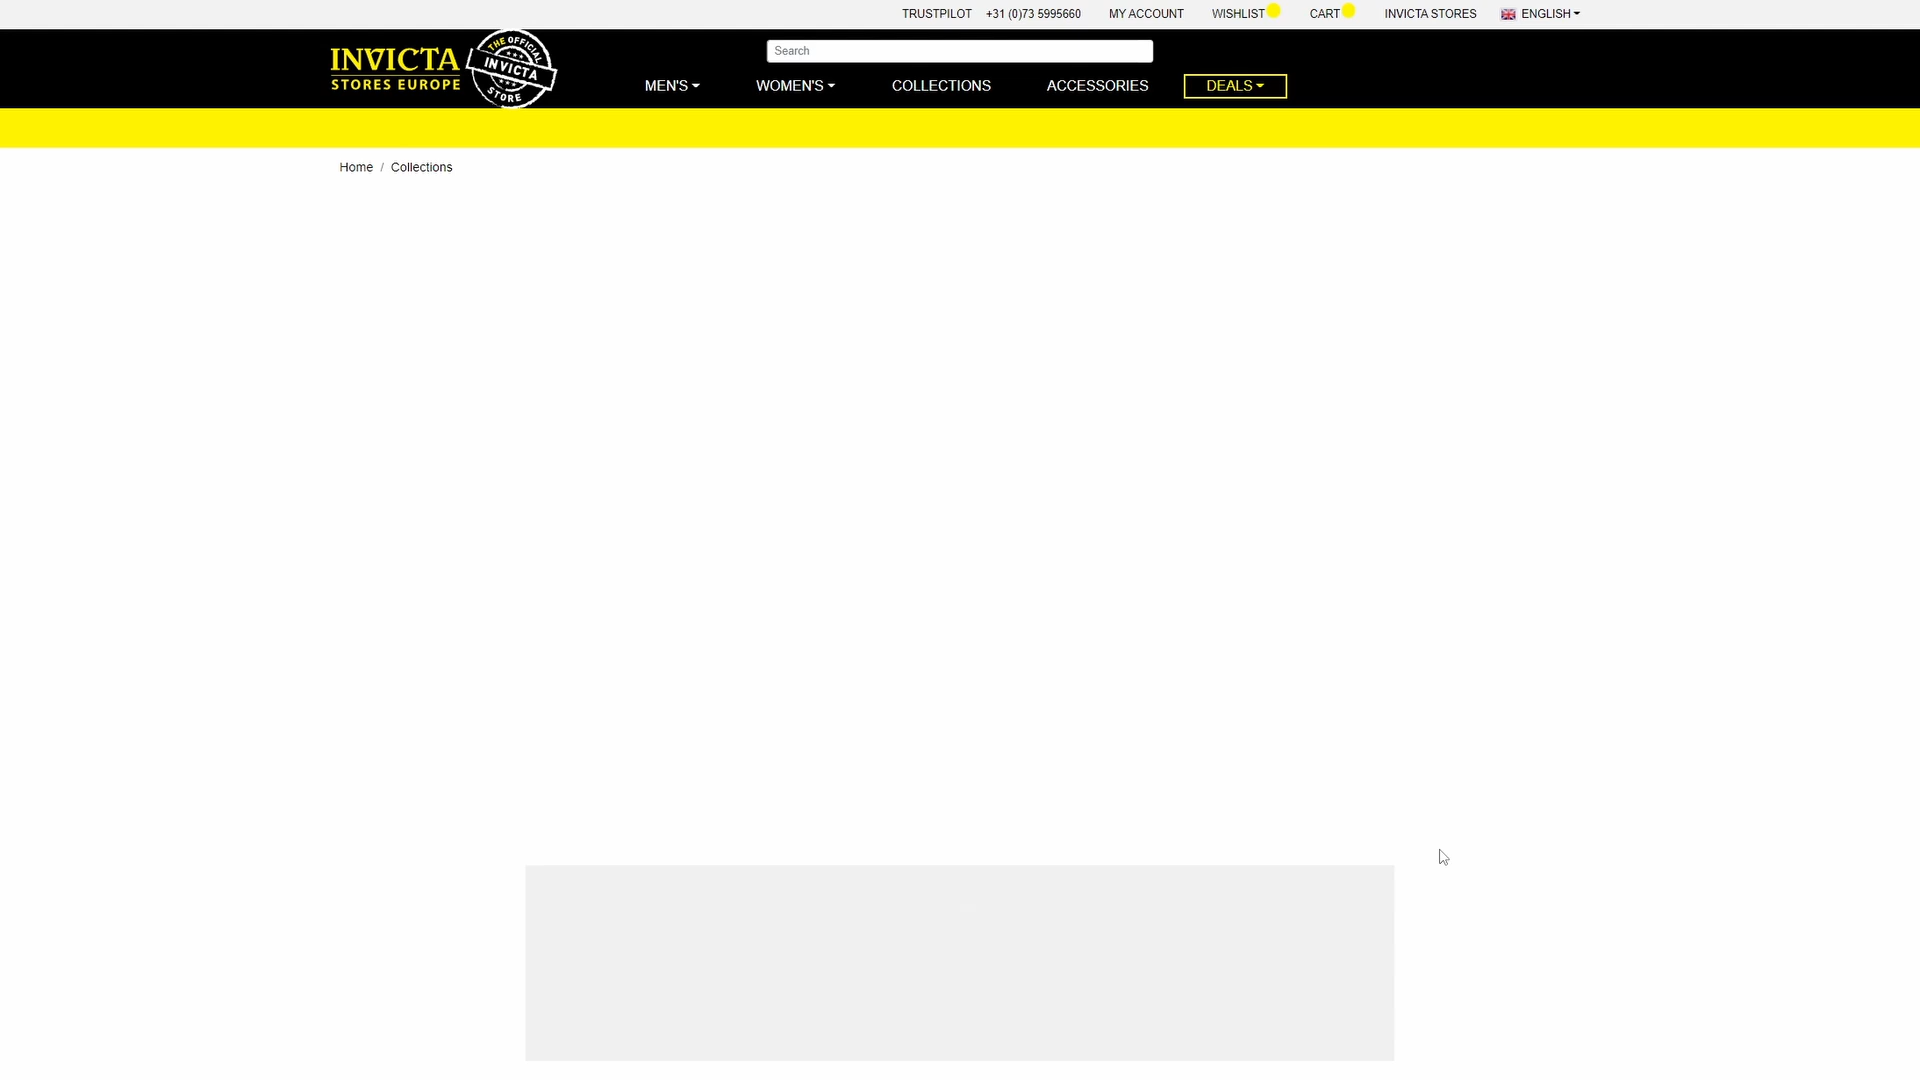 TRUSTPILOT +31 (0)73 5995660 MY ACCOUNT WISHLIST CART INVICTA STORES ENGLISH
INVICTA
STORES EUROPE
THE OFFICIAL
INVICTA
STORE
Search
MEN'S WOMEN'S COLLECTIONS ACCESSORIES DEALS
Home / Collections